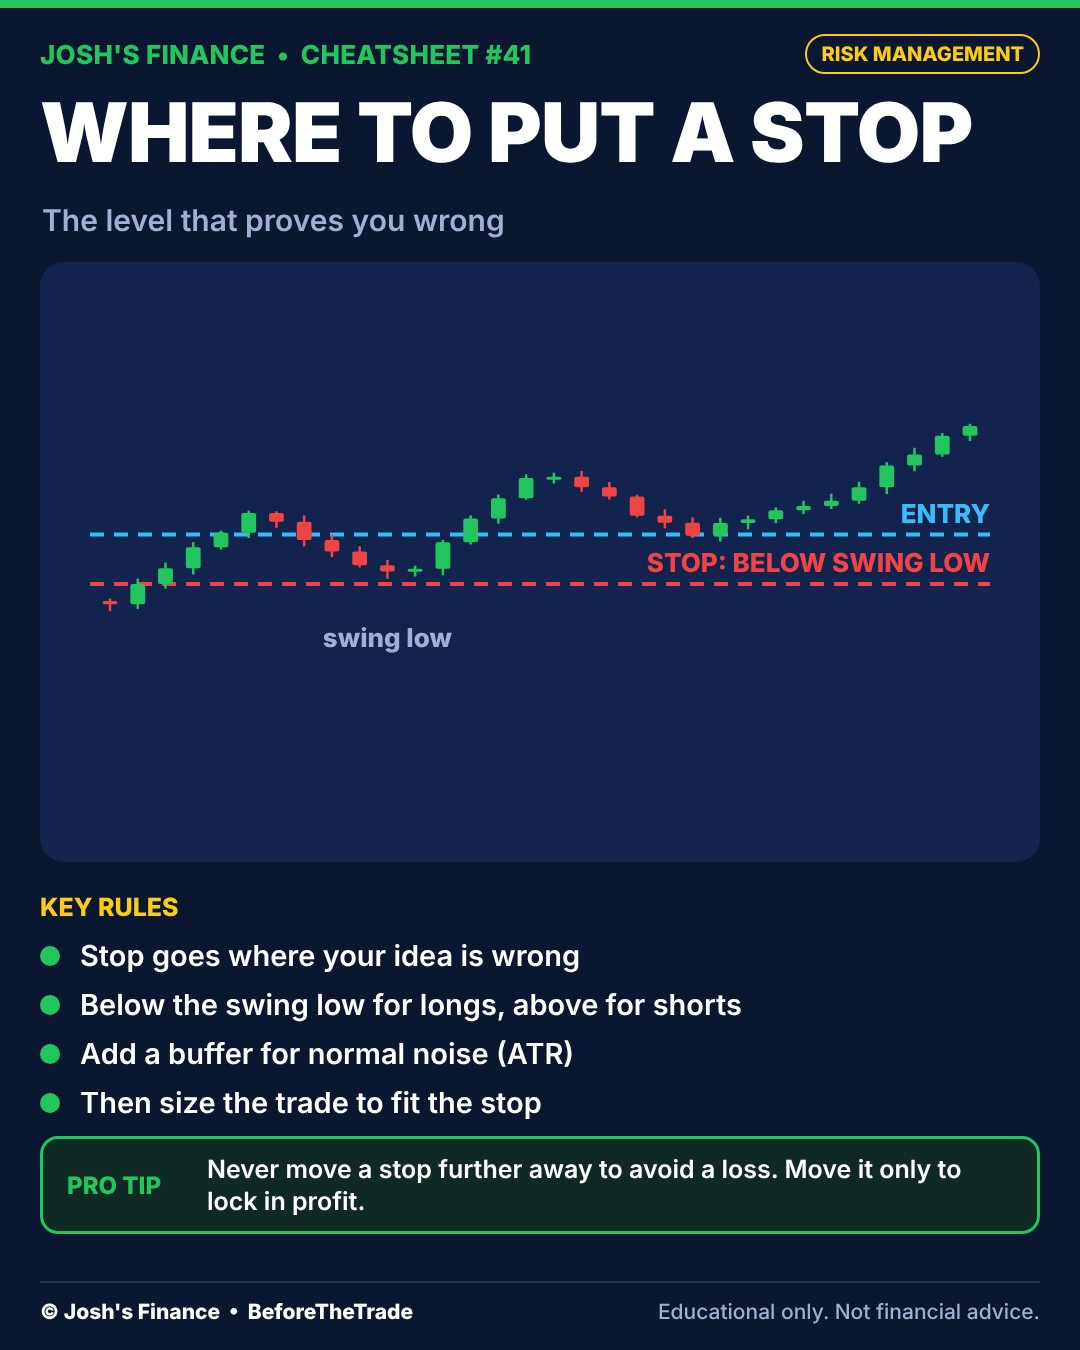 JOSH'S FINANCE • CHEATSHEET #41
RISK MANAGEMENT
WHERE TO PUT A STOP
The level that proves you wrong
ENTRY
STOP: BELOW SWING LOW
swing low
KEY RULES
Stop goes where your idea is wrong
Below the swing low for longs, above for shorts
Add a buffer for normal noise (ATR)
Then size the trade to fit the stop
PRO TIP
Never move a stop further away to avoid a loss. Move it only to
lock in profit.
© Josh's Finance • BeforeTheTrade
Educational only. Not financial advice.